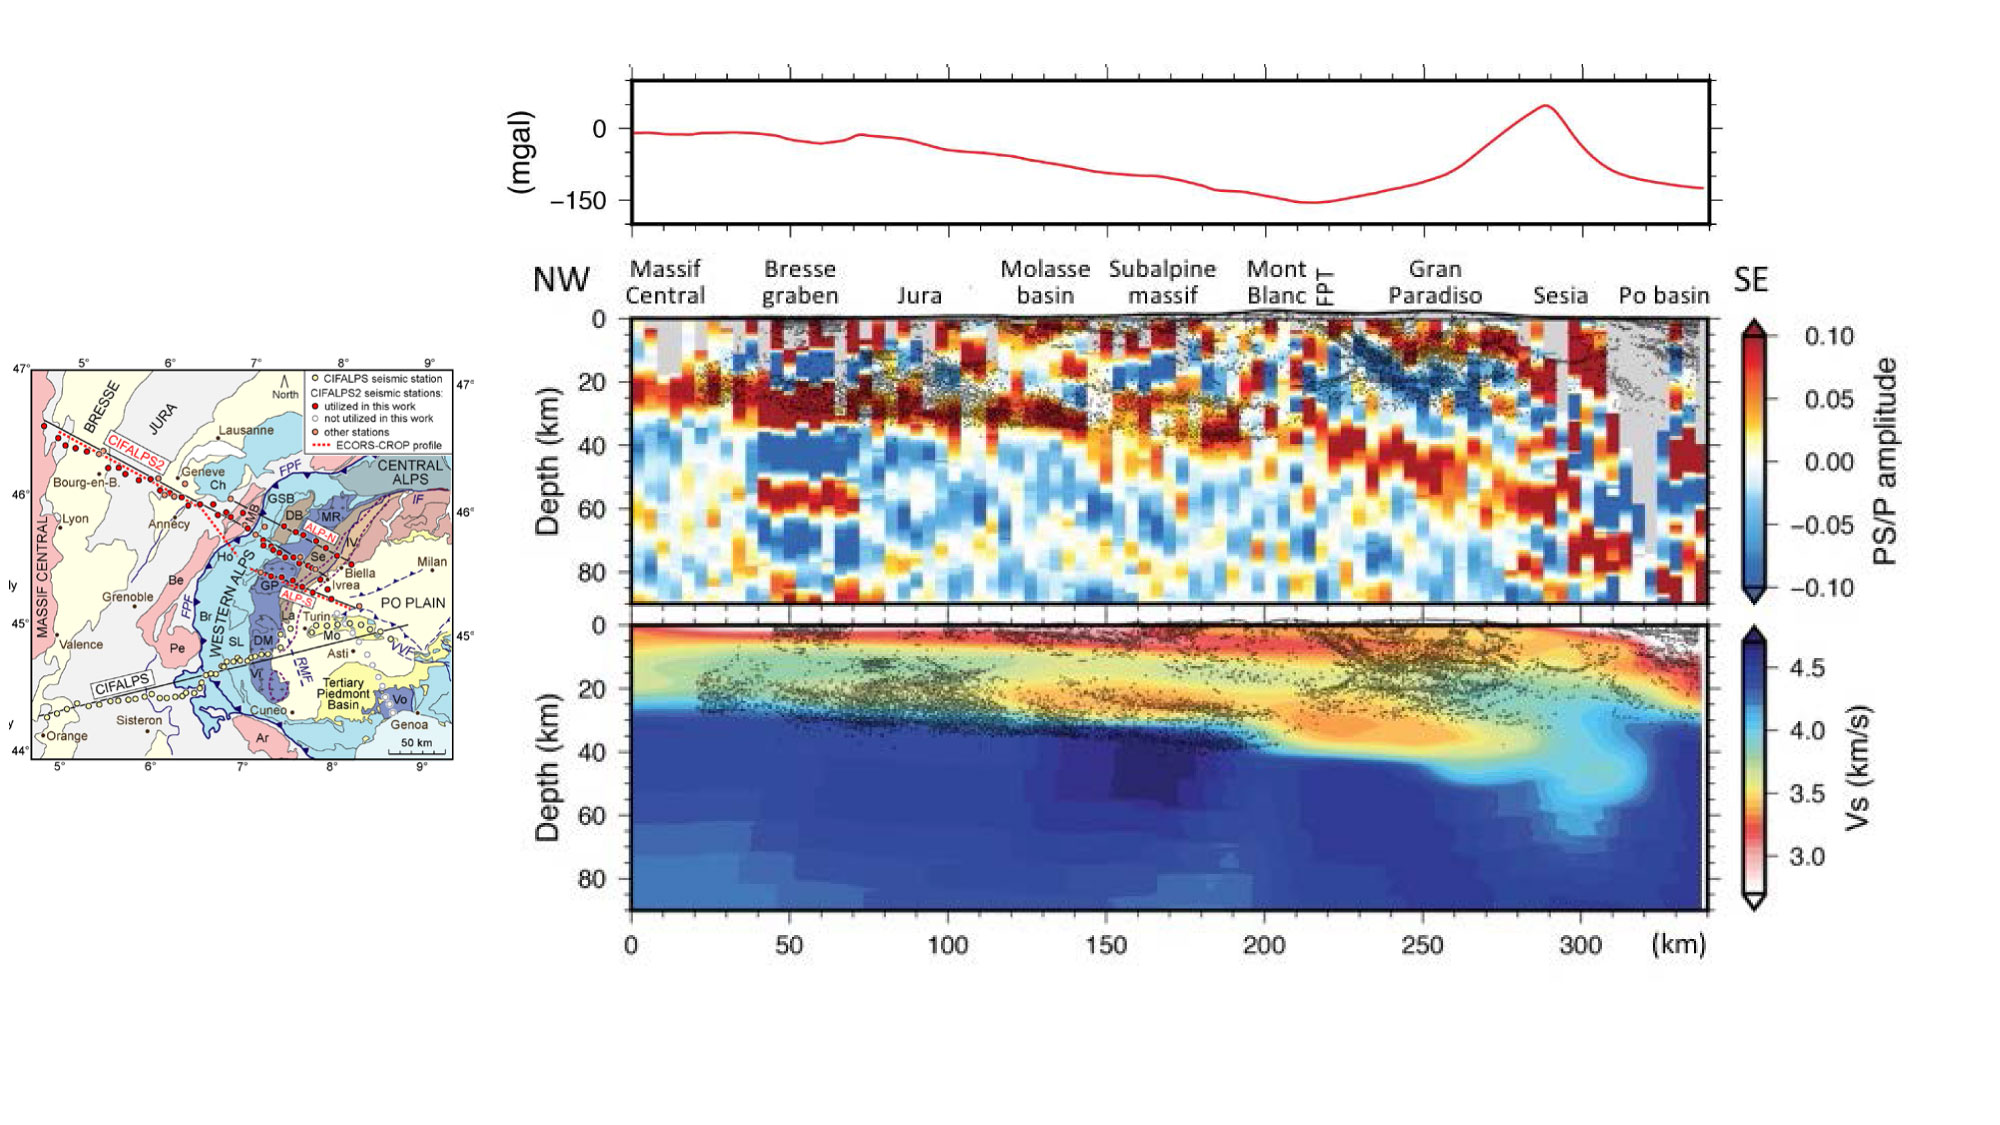 0
−150
(mgal)
NW
Massif
Central
Bresse
graben
Jura
Molasse
basin
Subalpine
massif
Mont
Blanc
FPT
Gran
Paradiso
Sesia
Po basin
SE
0
20
40
60
80
Depth (km)
0.10
0.05
0.00
−0.05
−0.10
PS/P amplitude
0
20
40
60
80
Depth (km)
4.5
4.0
3.5
3.0
Vs (km/s)
0
50
100
150
200
250
300
(km)
5°
6°
7°
8°
9°
47°
46°
45°
44°
47°
46°
45°
5°
6°
7°
8°
9°
CIFALPS seismic station
CIFALPS2 seismic stations:
utilized in this work
not utilized in this work
other stations
ECORS-CROP profile
North
BRESSE
JURA
CIFALPS2
Lausanne
Geneve
Ch
FPF
CENTRAL
ALPS
IF
Bourg-en-B.
GSB
DB
MR
MB
ALP-N
Lyon
Annecy
IV
Ho
Se
Biella
Milan
Be
GP
Ivrea
ALP-S
PO PLAIN
Grenoble
FPF
WESTERN ALPS
Br
La
Turin
Mo
MASSIF CENTRAL
Valence
Pe
SL
DM
Asti
VVF
RMF
Vi
CIFALPS
Tertiary
Piedmont
Basin
Vo
Sisteron
Cuneo
Genoa
Orange
Ar
50 km
ly
y